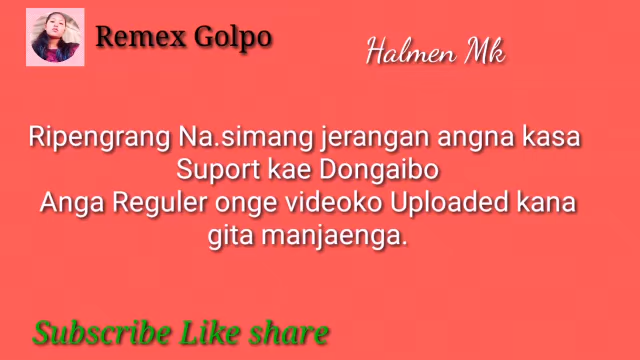 Remex Golpo
Halmen Mk
Ripengrang Na.simang jerangan angna kasa
Suport kae Dongaibo
Anga Reguler onge videoko Uploaded kana
gita manjaenga.
Subscribe Like share